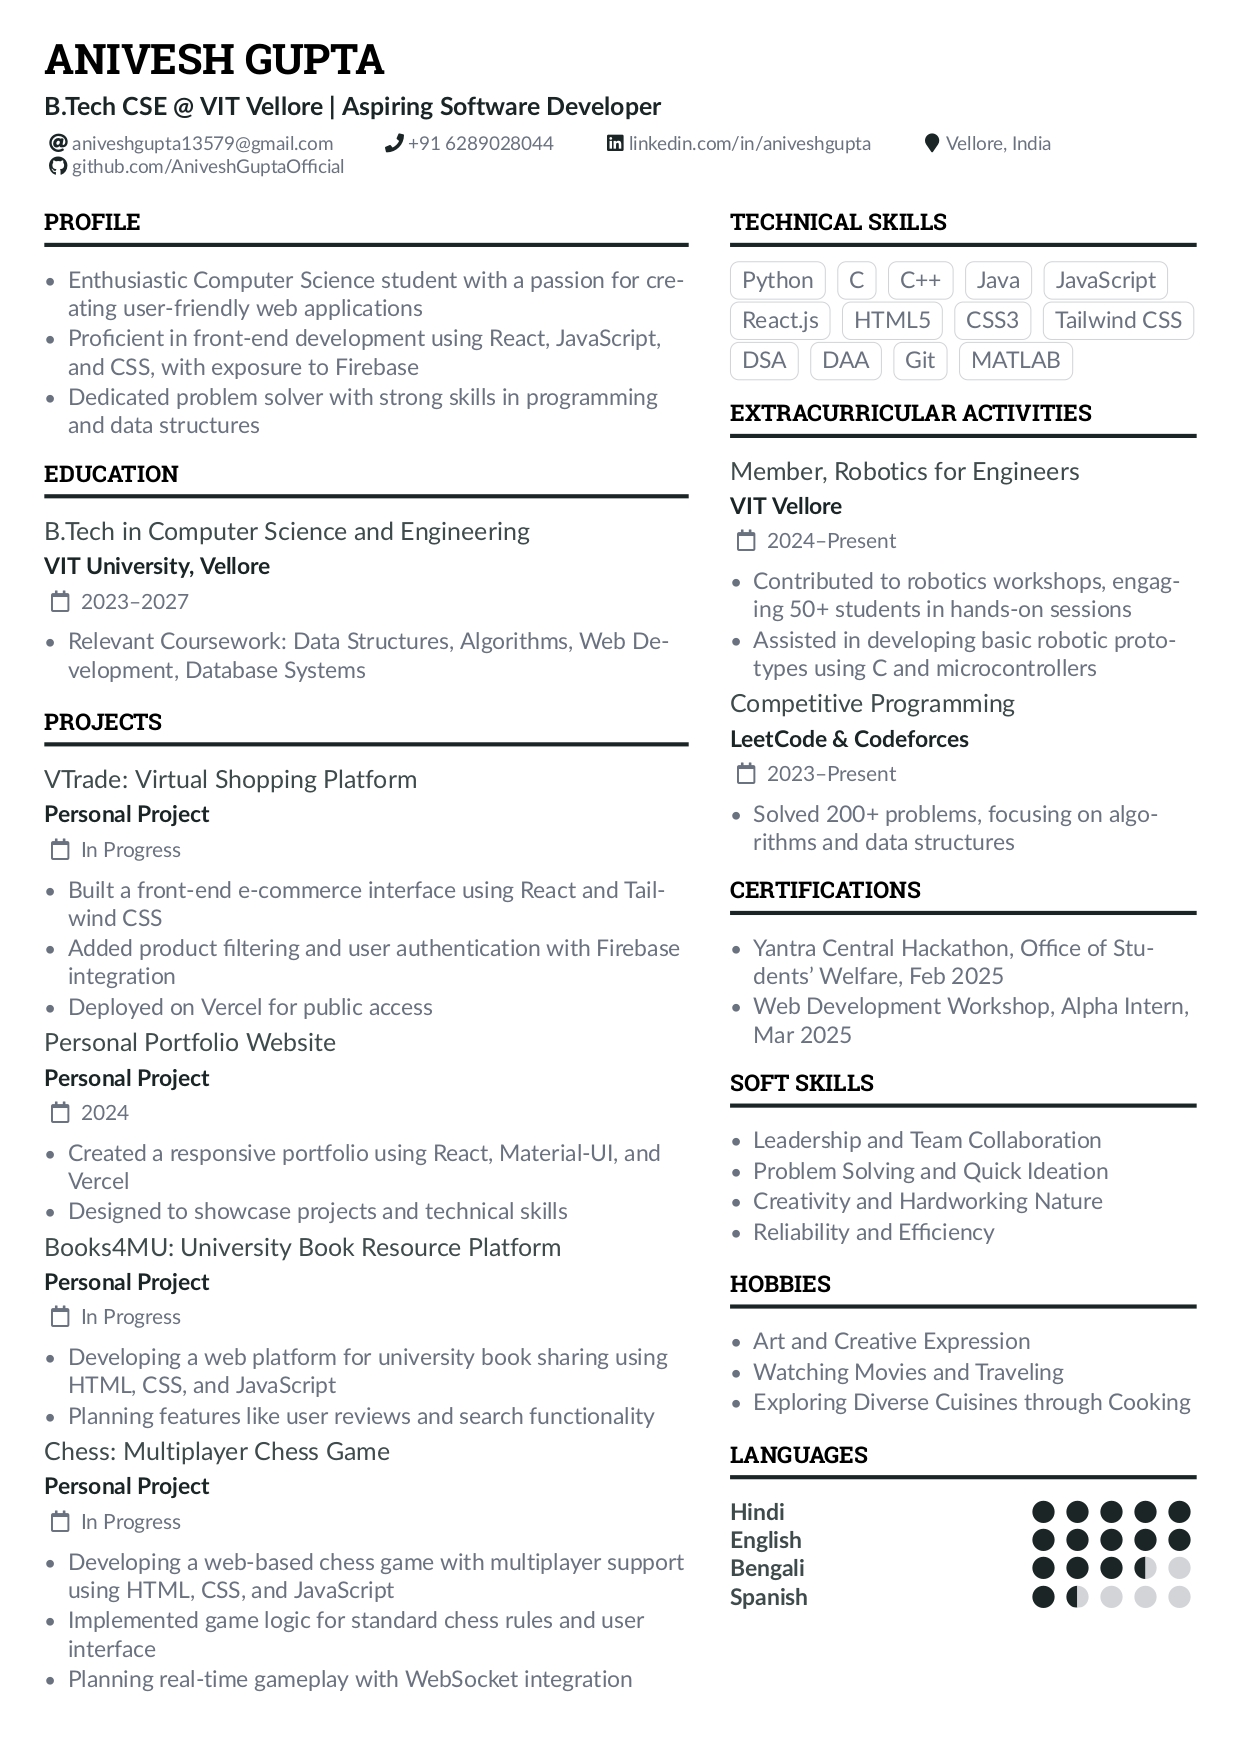 ANIVESH GUPTA
B.Tech CSE @ VIT Vellore | Aspiring Software Developer
aniveshgupta13579@gmail.com +91 6289028044 linkedin.com/in/aniveshgupta Vellore, India
github.com/AniveshGuptaOfficial
PROFILE
• Enthusiastic Computer Science student with a passion for cre-
ating user-friendly web applications
• Proficient in front-end development using React, JavaScript,
and CSS, with exposure to Firebase
• Dedicated problem solver with strong skills in programming
and data structures
EDUCATION
B.Tech in Computer Science and Engineering
VIT University, Vellore
2023–2027
• Relevant Coursework: Data Structures, Algorithms, Web De-
velopment, Database Systems
PROJECTS
VTrade: Virtual Shopping Platform
Personal Project
In Progress
• Built a front-end e-commerce interface using React and Tail-
wind CSS
• Added product filtering and user authentication with Firebase
integration
• Deployed on Vercel for public access
Personal Portfolio Website
Personal Project
2024
• Created a responsive portfolio using React, Material-UI, and
Vercel
• Designed to showcase projects and technical skills
Books4MU: University Book Resource Platform
Personal Project
In Progress
• Developing a web platform for university book sharing using
HTML, CSS, and JavaScript
• Planning features like user reviews and search functionality
Chess: Multiplayer Chess Game
Personal Project
In Progress
• Developing a web-based chess game with multiplayer support
using HTML, CSS, and JavaScript
• Implemented game logic for standard chess rules and user
interface
• Planning real-time gameplay with WebSocket integration
TECHNICAL SKILLS
Python C C++ Java JavaScript
React.js HTML5 CSS3 Tailwind CSS
DSA DAA Git MATLAB
EXTRACURRICULAR ACTIVITIES
Member, Robotics for Engineers
VIT Vellore
2024–Present
• Contributed to robotics workshops, engag-
ing 50+ students in hands-on sessions
• Assisted in developing basic robotic proto-
types using C and microcontrollers
Competitive Programming
LeetCode & Codeforces
2023–Present
• Solved 200+ problems, focusing on algo-
rithms and data structures
CERTIFICATIONS
• Yantra Central Hackathon, Office of Stu-
dents’ Welfare, Feb 2025
• Web Development Workshop, Alpha Intern,
Mar 2025
SOFT SKILLS
• Leadership and Team Collaboration
• Problem Solving and Quick Ideation
• Creativity and Hardworking Nature
• Reliability and Efficiency
HOBBIES
• Art and Creative Expression
• Watching Movies and Traveling
• Exploring Diverse Cuisines through Cooking
LANGUAGES
Hindi
English
Bengali
Spanish